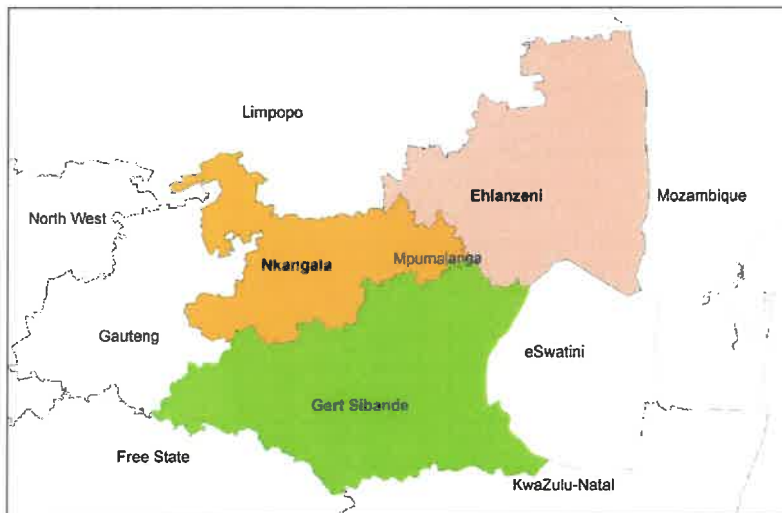 Limpopo
Ehlanzeni
Mozambique
North West
Mpumalanga
Nkangala
Gauteng
eSwatini
Gert Sibande
Free State
KwaZulu-Natal